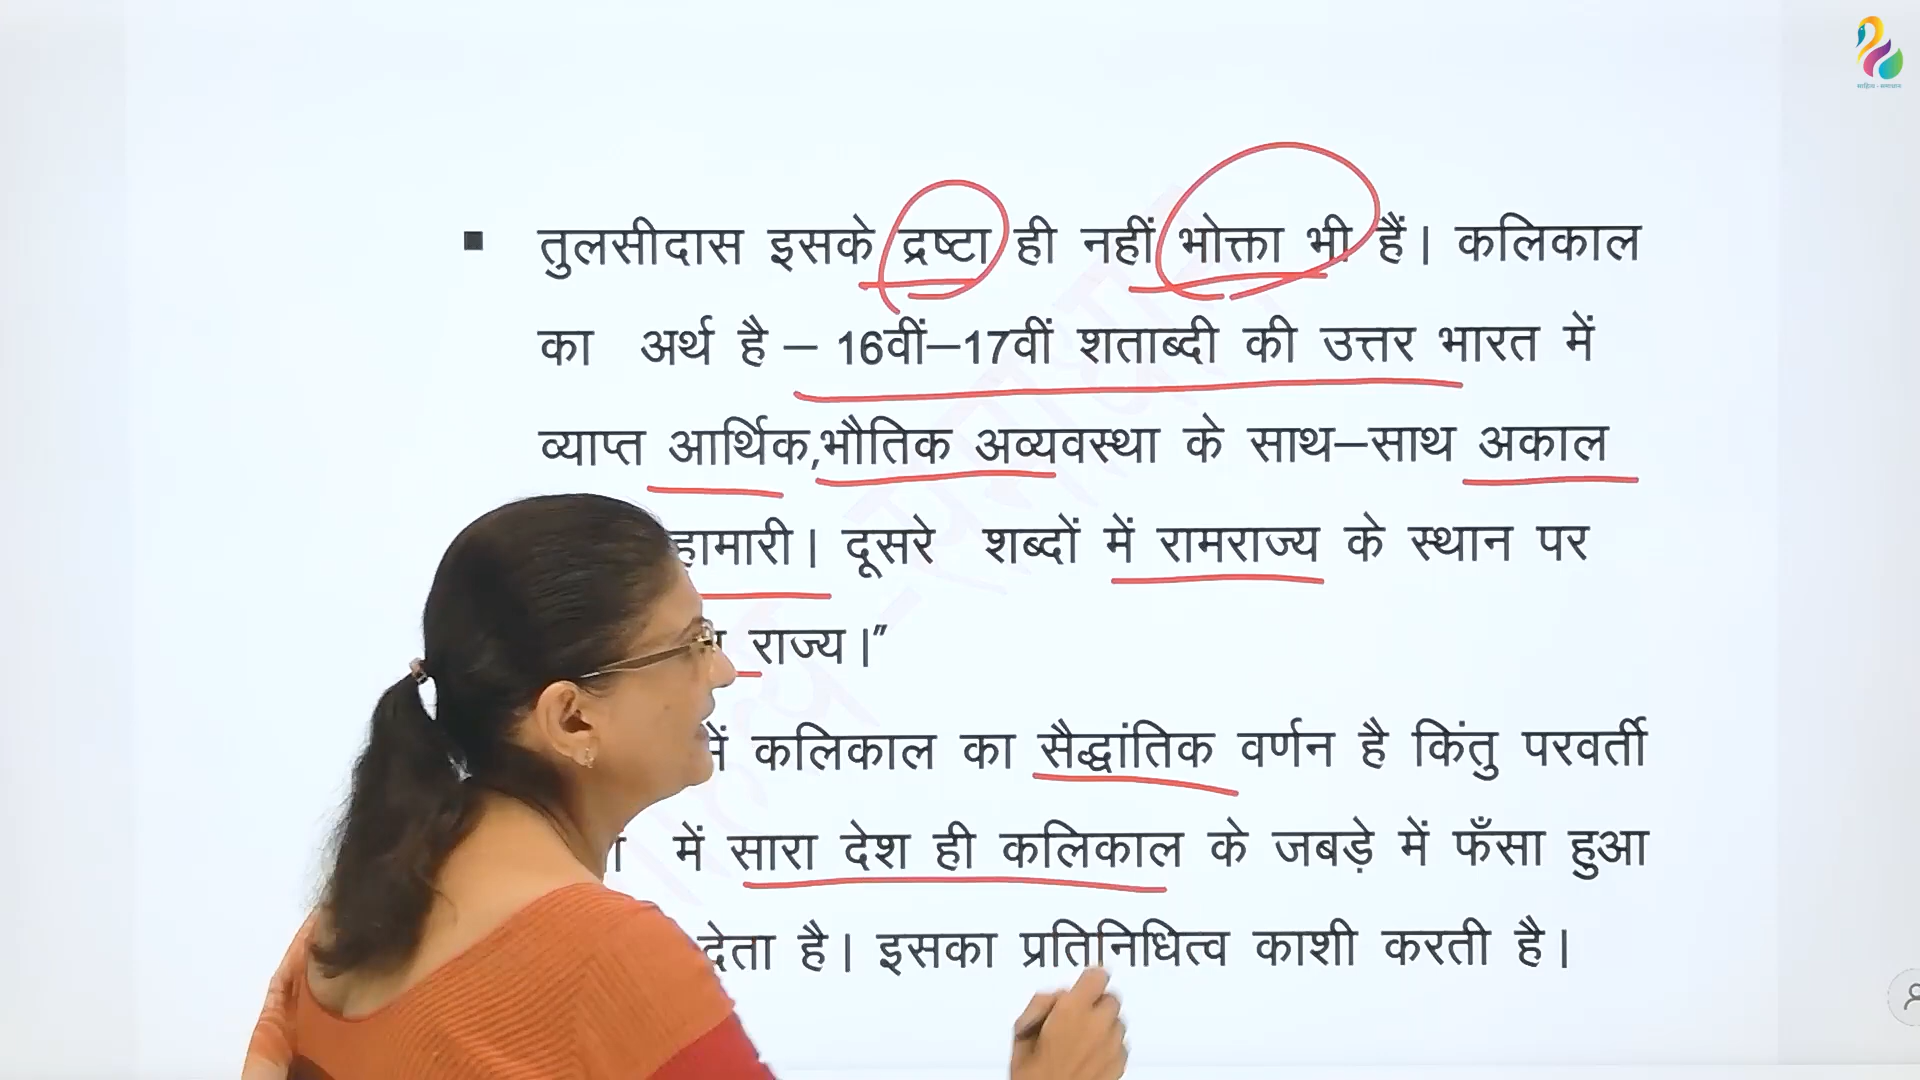 साहित्य - समाधान
तुलसीदास इसके द्रष्टा ही नहीं भोक्ता भी हैं। कलिकाल
का अर्थ है – 16वीं–17वीं शताब्दी की उत्तर भारत में
व्याप्त आर्थिक,भौतिक अव्यवस्था के साथ–साथ अकाल
हामारी। दूसरे शब्दों में रामराज्य के स्थान पर
राज्य।”
में कलिकाल का सैद्धांतिक वर्णन है किंतु परवर्ती
में सारा देश ही कलिकाल के जबड़े में फँसा हुआ
देता है। इसका प्रतिनिधित्व काशी करती है।